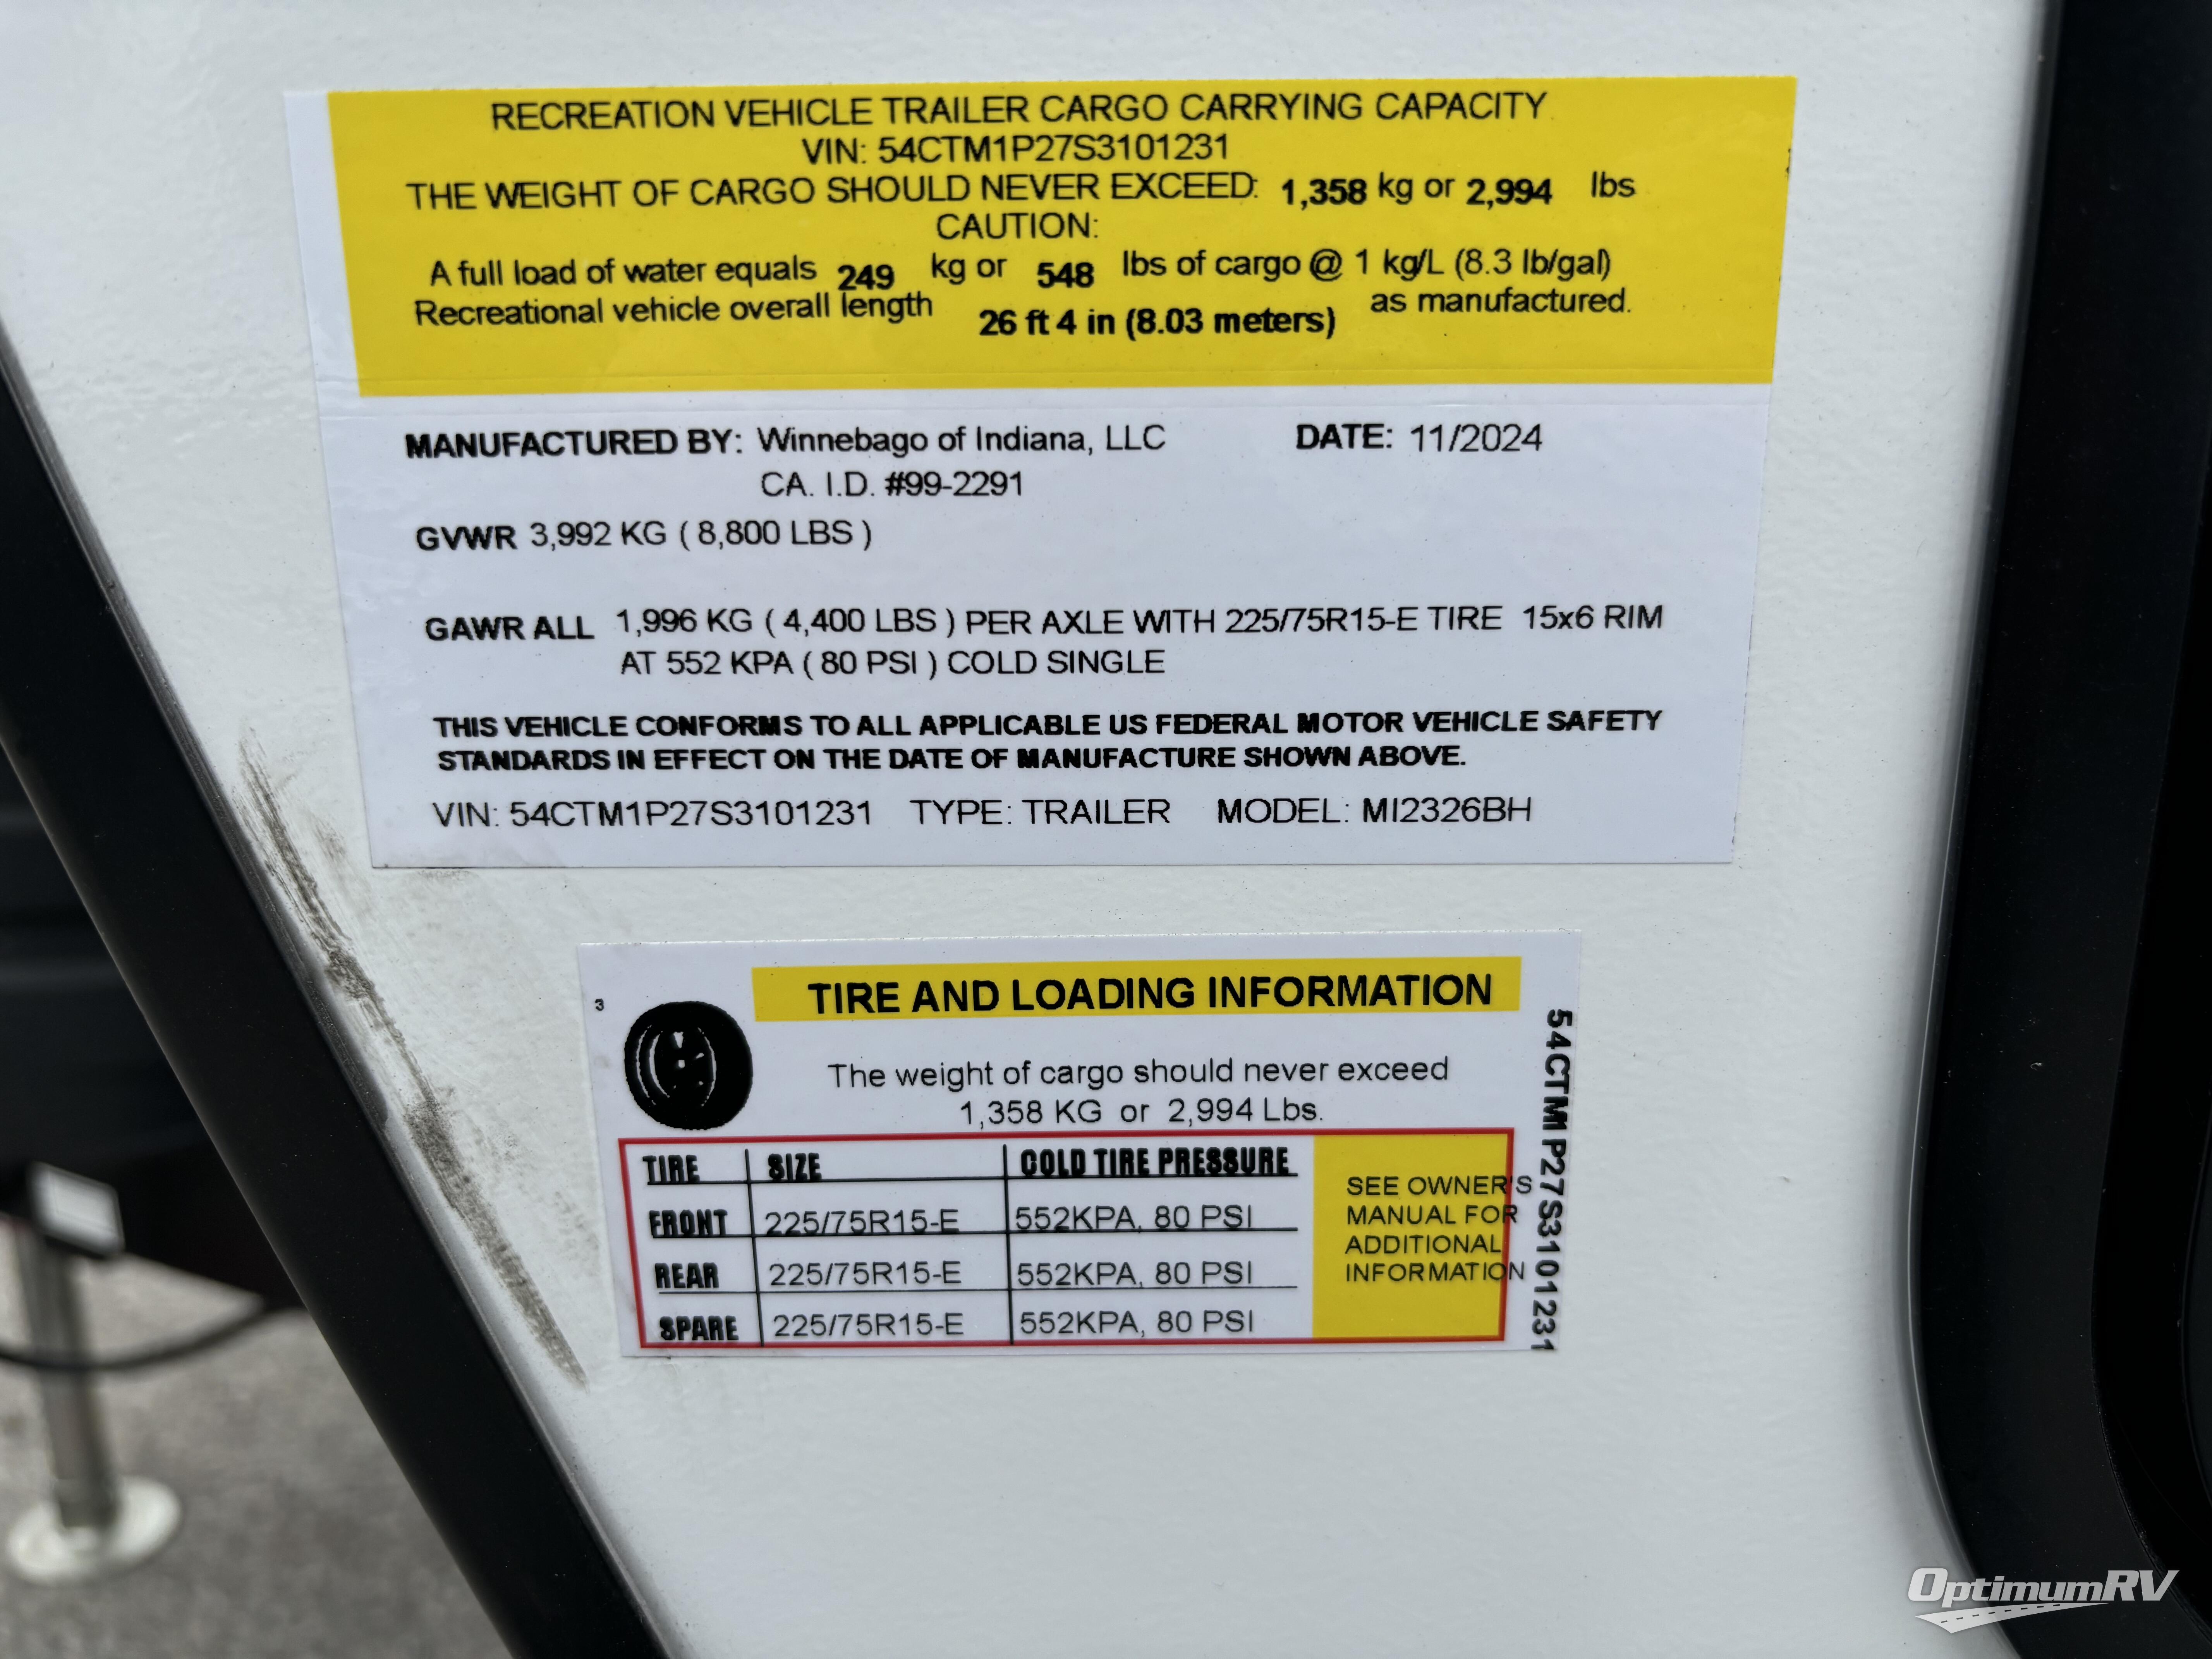 RECREATION VEHICLE TRAILER CARGO CARRYING CAPACITY
VIN: 54CTM1P27S3101231
THE WEIGHT OF CARGO SHOULD NEVER EXCEED: 1,358 kg or 2,994 lbs
CAUTION:
A full load of water equals 249 kg or 548 lbs of cargo @ 1 kg/L (8.3 lb/gal)
Recreational vehicle overall length 26 ft 4 in (8.03 meters) as manufactured.
MANUFACTURED BY: Winnebago of Indiana, LLC DATE: 11/2024
CA. I.D. #99-2291
GVWR 3,992 KG ( 8,800 LBS )
GAWR ALL 1,996 KG ( 4,400 LBS ) PER AXLE WITH 225/75R15-E TIRE 15x6 RIM
AT 552 KPA ( 80 PSI ) COLD SINGLE
THIS VEHICLE CONFORMS TO ALL APPLICABLE US FEDERAL MOTOR VEHICLE SAFETY
STANDARDS IN EFFECT ON THE DATE OF MANUFACTURE SHOWN ABOVE.
VIN: 54CTM1P27S3101231 TYPE: TRAILER MODEL: MI2326BH
3
TIRE AND LOADING INFORMATION
The weight of cargo should never exceed
1,358 KG or 2,994 Lbs.
TIRE SIZE COLD TIRE PRESSURE
FRONT 225/75R15-E 552KPA, 80 PSI
REAR 225/75R15-E 552KPA, 80 PSI
SPARE 225/75R15-E 552KPA, 80 PSI
SEE OWNER'S
MANUAL FOR
ADDITIONAL
INFORMATION
54CTM P27S3101231
OptimumRV